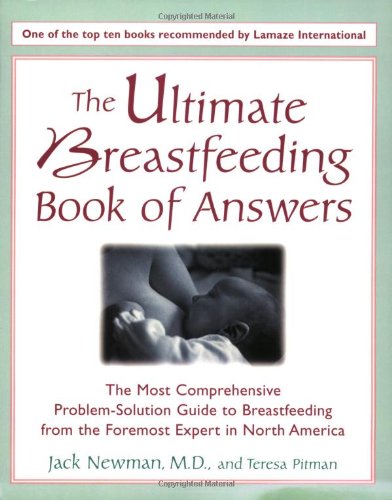 One of the top ten books recommended by Lamaze International
The Ultimate
Breastfeeding
Book of Answers
The Most Comprehensive
Problem-Solution Guide to Breastfeeding
from the Foremost Expert in North America
Jack Newman, M.D., and Teresa Pitman